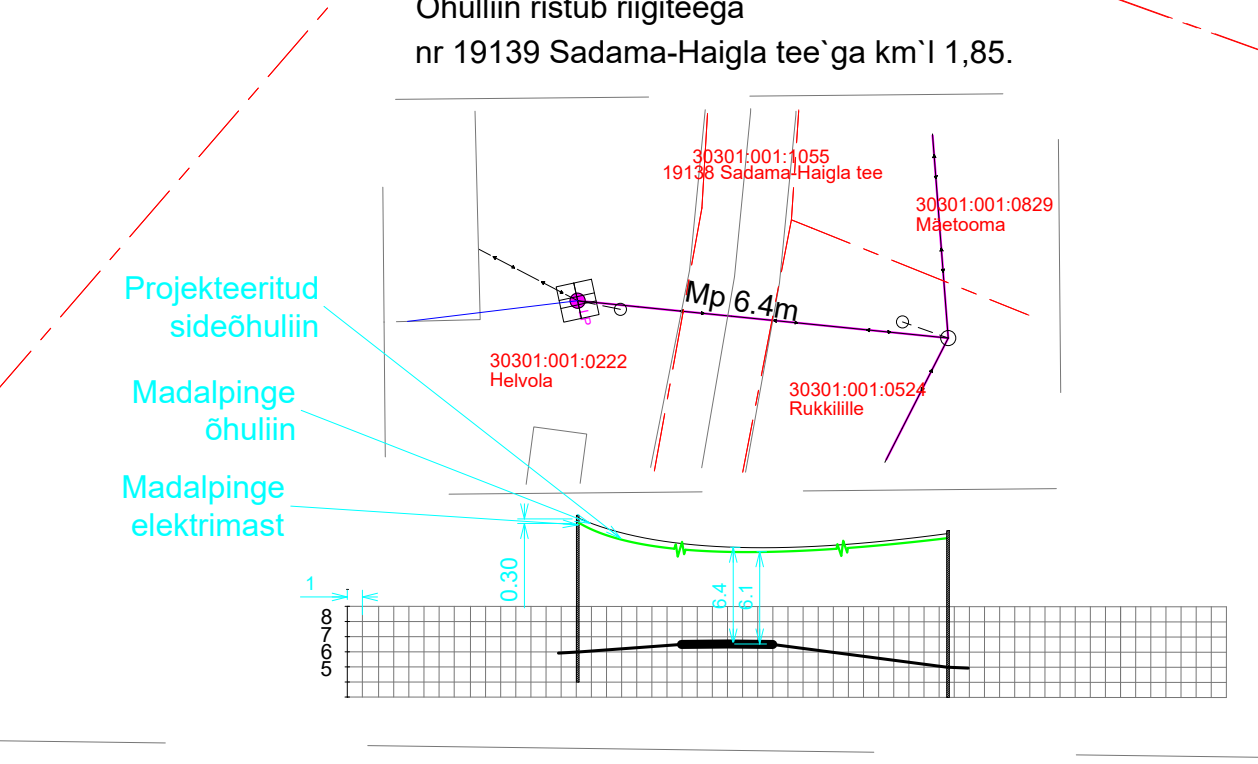 Õhuliin ristub riigiteega
nr 19139 Sadama-Haigla tee`ga km`l 1,85.
30301:001:1055
19138 Sadama-Haigla tee
30301:001:0829
Mäetooma
Projekteeritud
sideõhuliin
Mp 6.4m
30301:001:0222
Helvola
30301:001:0524
Rukkilille
Madalpinge
õhuliin
Madalpinge
elektrimast
0.30
6.4
6.1
1
8
7
6
5